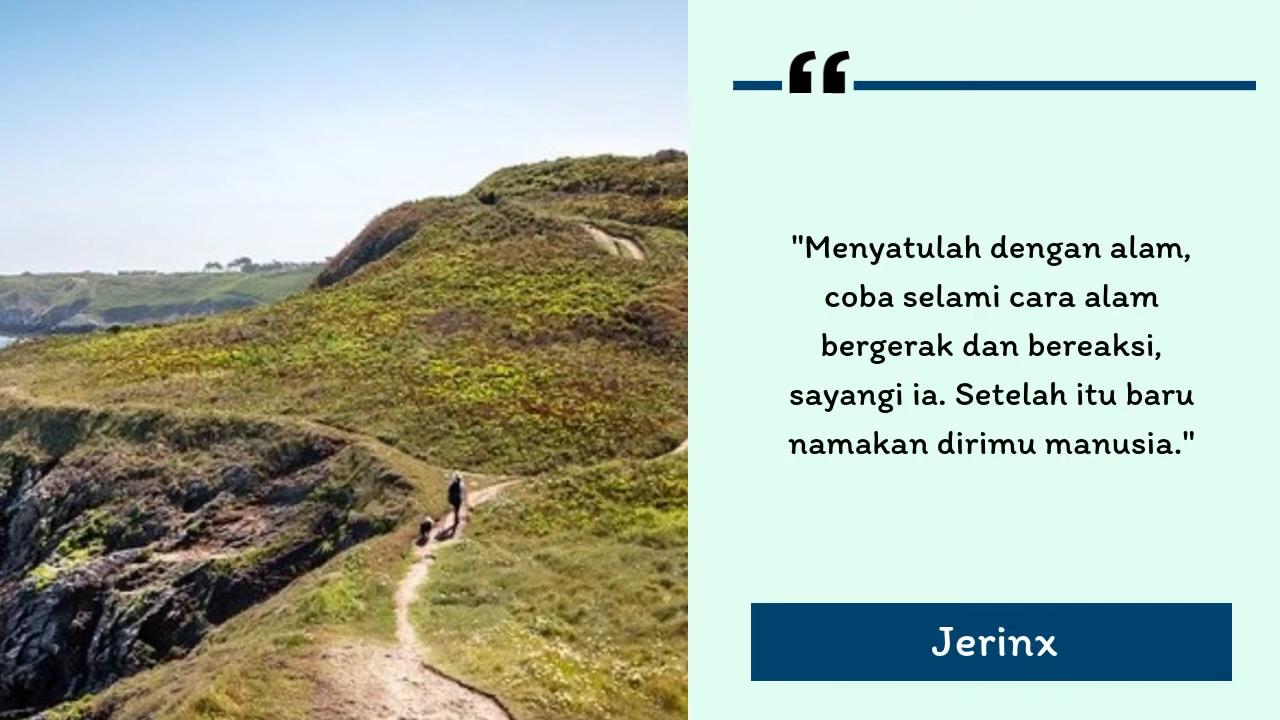 ❝
"Menyatulah dengan alam,
coba selami cara alam
bergerak dan bereaksi,
sayangi ia. Setelah itu baru
namakan dirimu manusia."
Jerinx